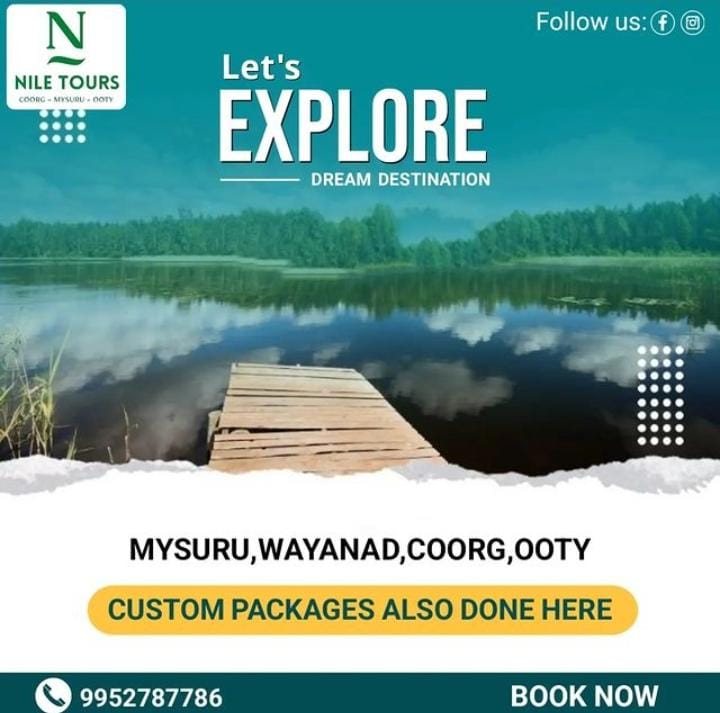 N
NILE TOURS
COORG - MYSURU - OOTY
Follow us:
Let's
EXPLORE
DREAM DESTINATION
MYSURU,WAYANAD,COORG,OOTY
CUSTOM PACKAGES ALSO DONE HERE
9952787786
BOOK NOW